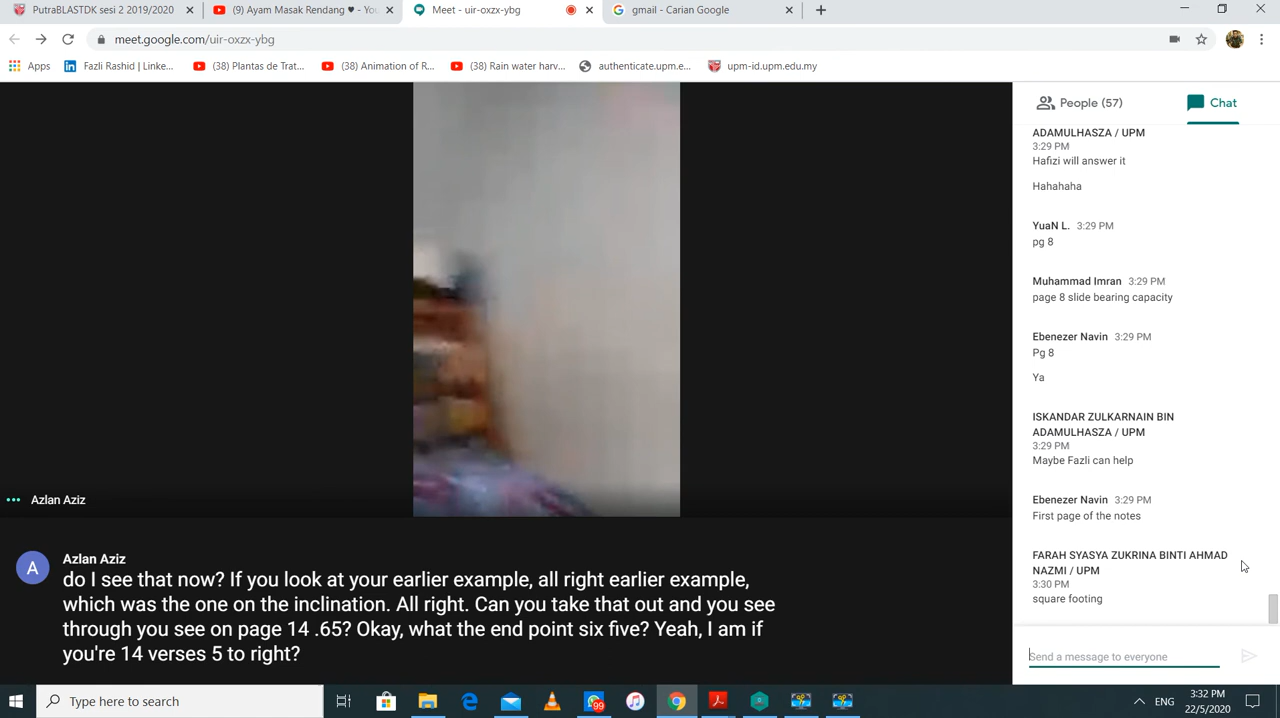 PutraBLASTDK sesi 2 2019/2020
(9) Ayam Masak Rendang ♥ - You
Meet - uir-oxzx-ybg
gmail - Carian Google
meet.google.com/uir-oxzx-ybg
Apps
Fazli Rashid | Linke...
(38) Plantas de Trat...
(38) Animation of R...
(38) Rain water harv...
authenticate.upm.e...
upm-id.upm.edu.my
People (57)
Chat
ADAMULHASZA / UPM
3:29 PM
Hafizi will answer it
Hahahaha
YuaN L. 3:29 PM
pg 8
Muhammad Imran 3:29 PM
page 8 slide bearing capacity
Ebenezer Navin 3:29 PM
Pg 8
Ya
ISKANDAR ZULKARNAIN BIN
ADAMULHASZA / UPM
3:29 PM
Maybe Fazli can help
Ebenezer Navin 3:29 PM
First page of the notes
FARAH SYASYA ZUKRINA BINTI AHMAD
NAZMI / UPM
3:30 PM
square footing
Send a message to everyone
Azlan Aziz
A
Azlan Aziz
do I see that now? If you look at your earlier example, all right earlier example,
which was the one on the inclination. All right. Can you take that out and you see
through you see on page 14 .65? Okay, what the end point six five? Yeah, I am if
you're 14 verses 5 to right?
Type here to search
99
ENG
3:32 PM
22/5/2020